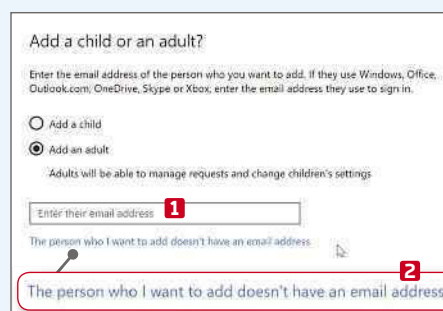 Add a child or an adult?
Enter the email address of the person who you want to add. If they use Windows, Office,
Outlook.com, OneDrive, Skype or Xbox, enter the email address they use to sign in.
Add a child
Add an adult
Adults will be able to manage requests and change children's settings
Enter their email address 1
The person who I want to add doesn't have an email address
2
The person who I want to add doesn't have an email address